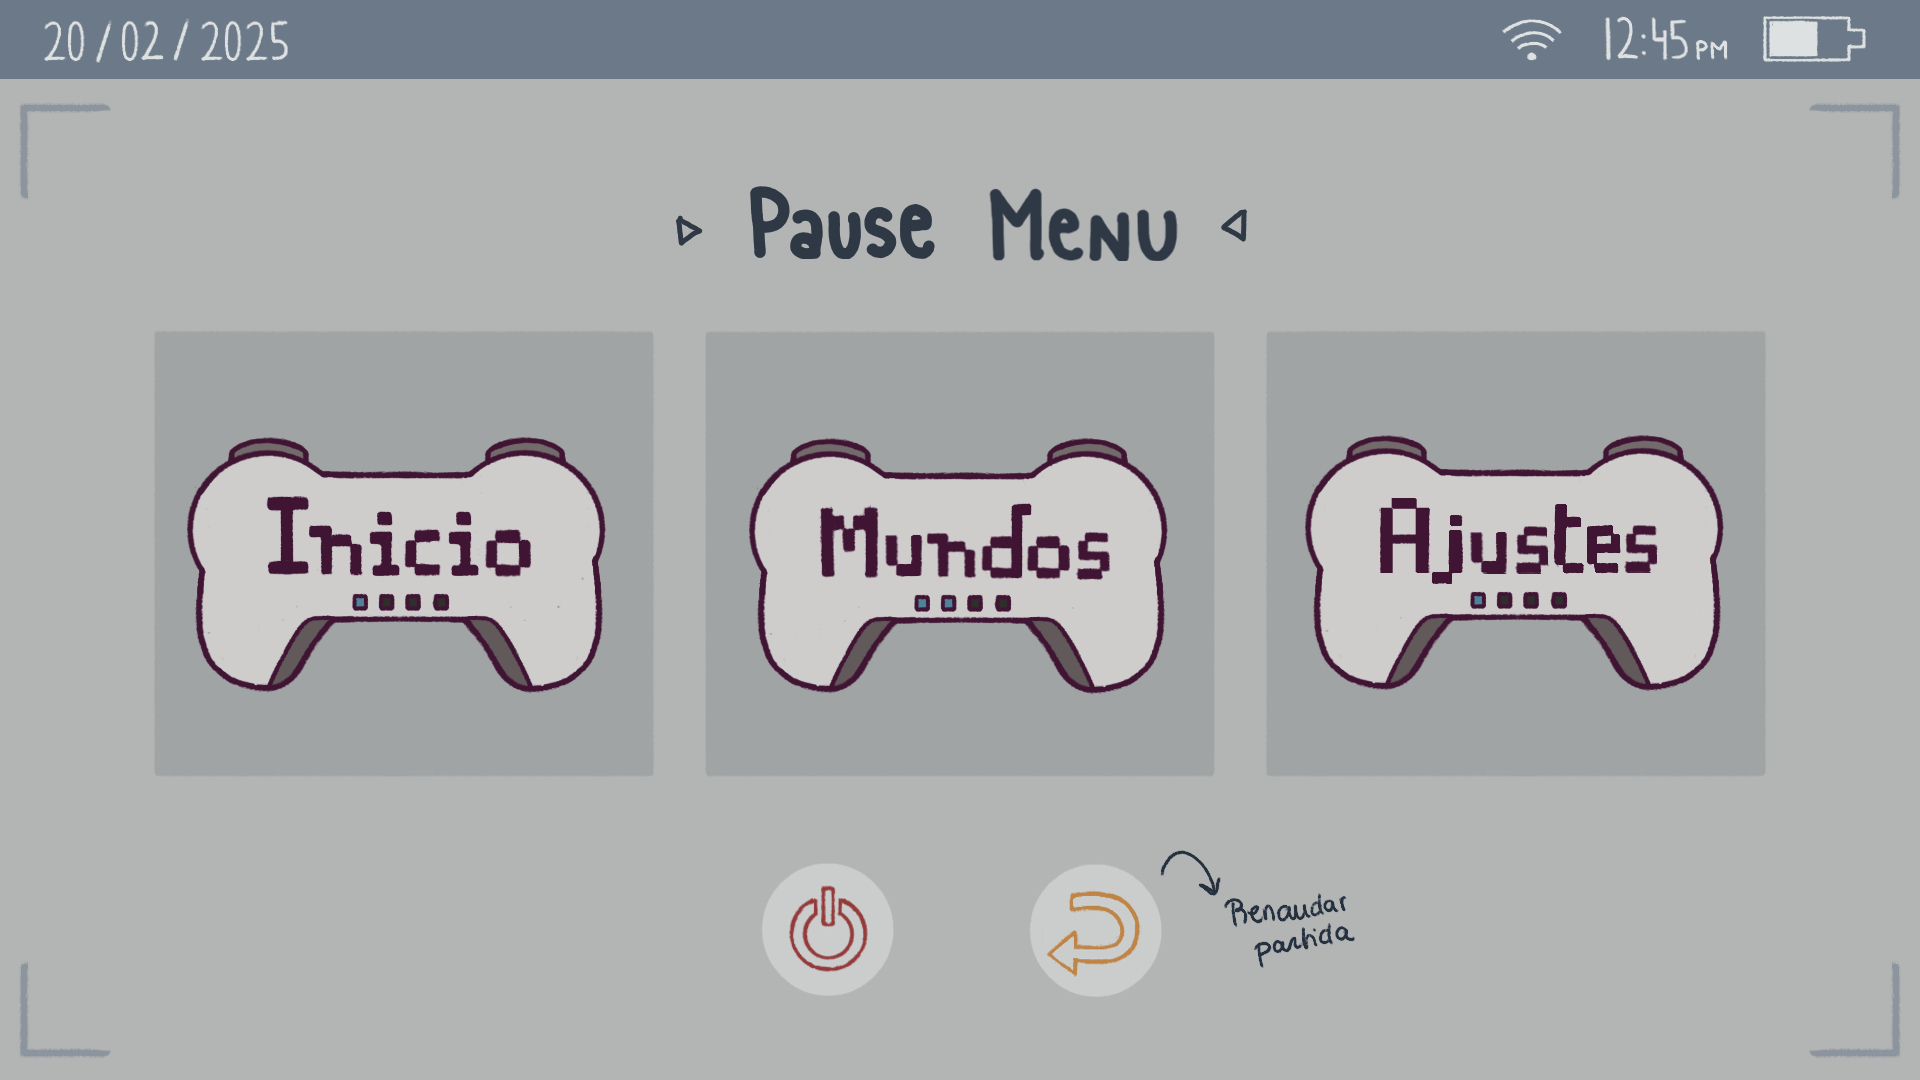 20/02/2025
12:45 PM
Pause Menu
Inicio
Mundos
Ajustes
Renaudar
partida